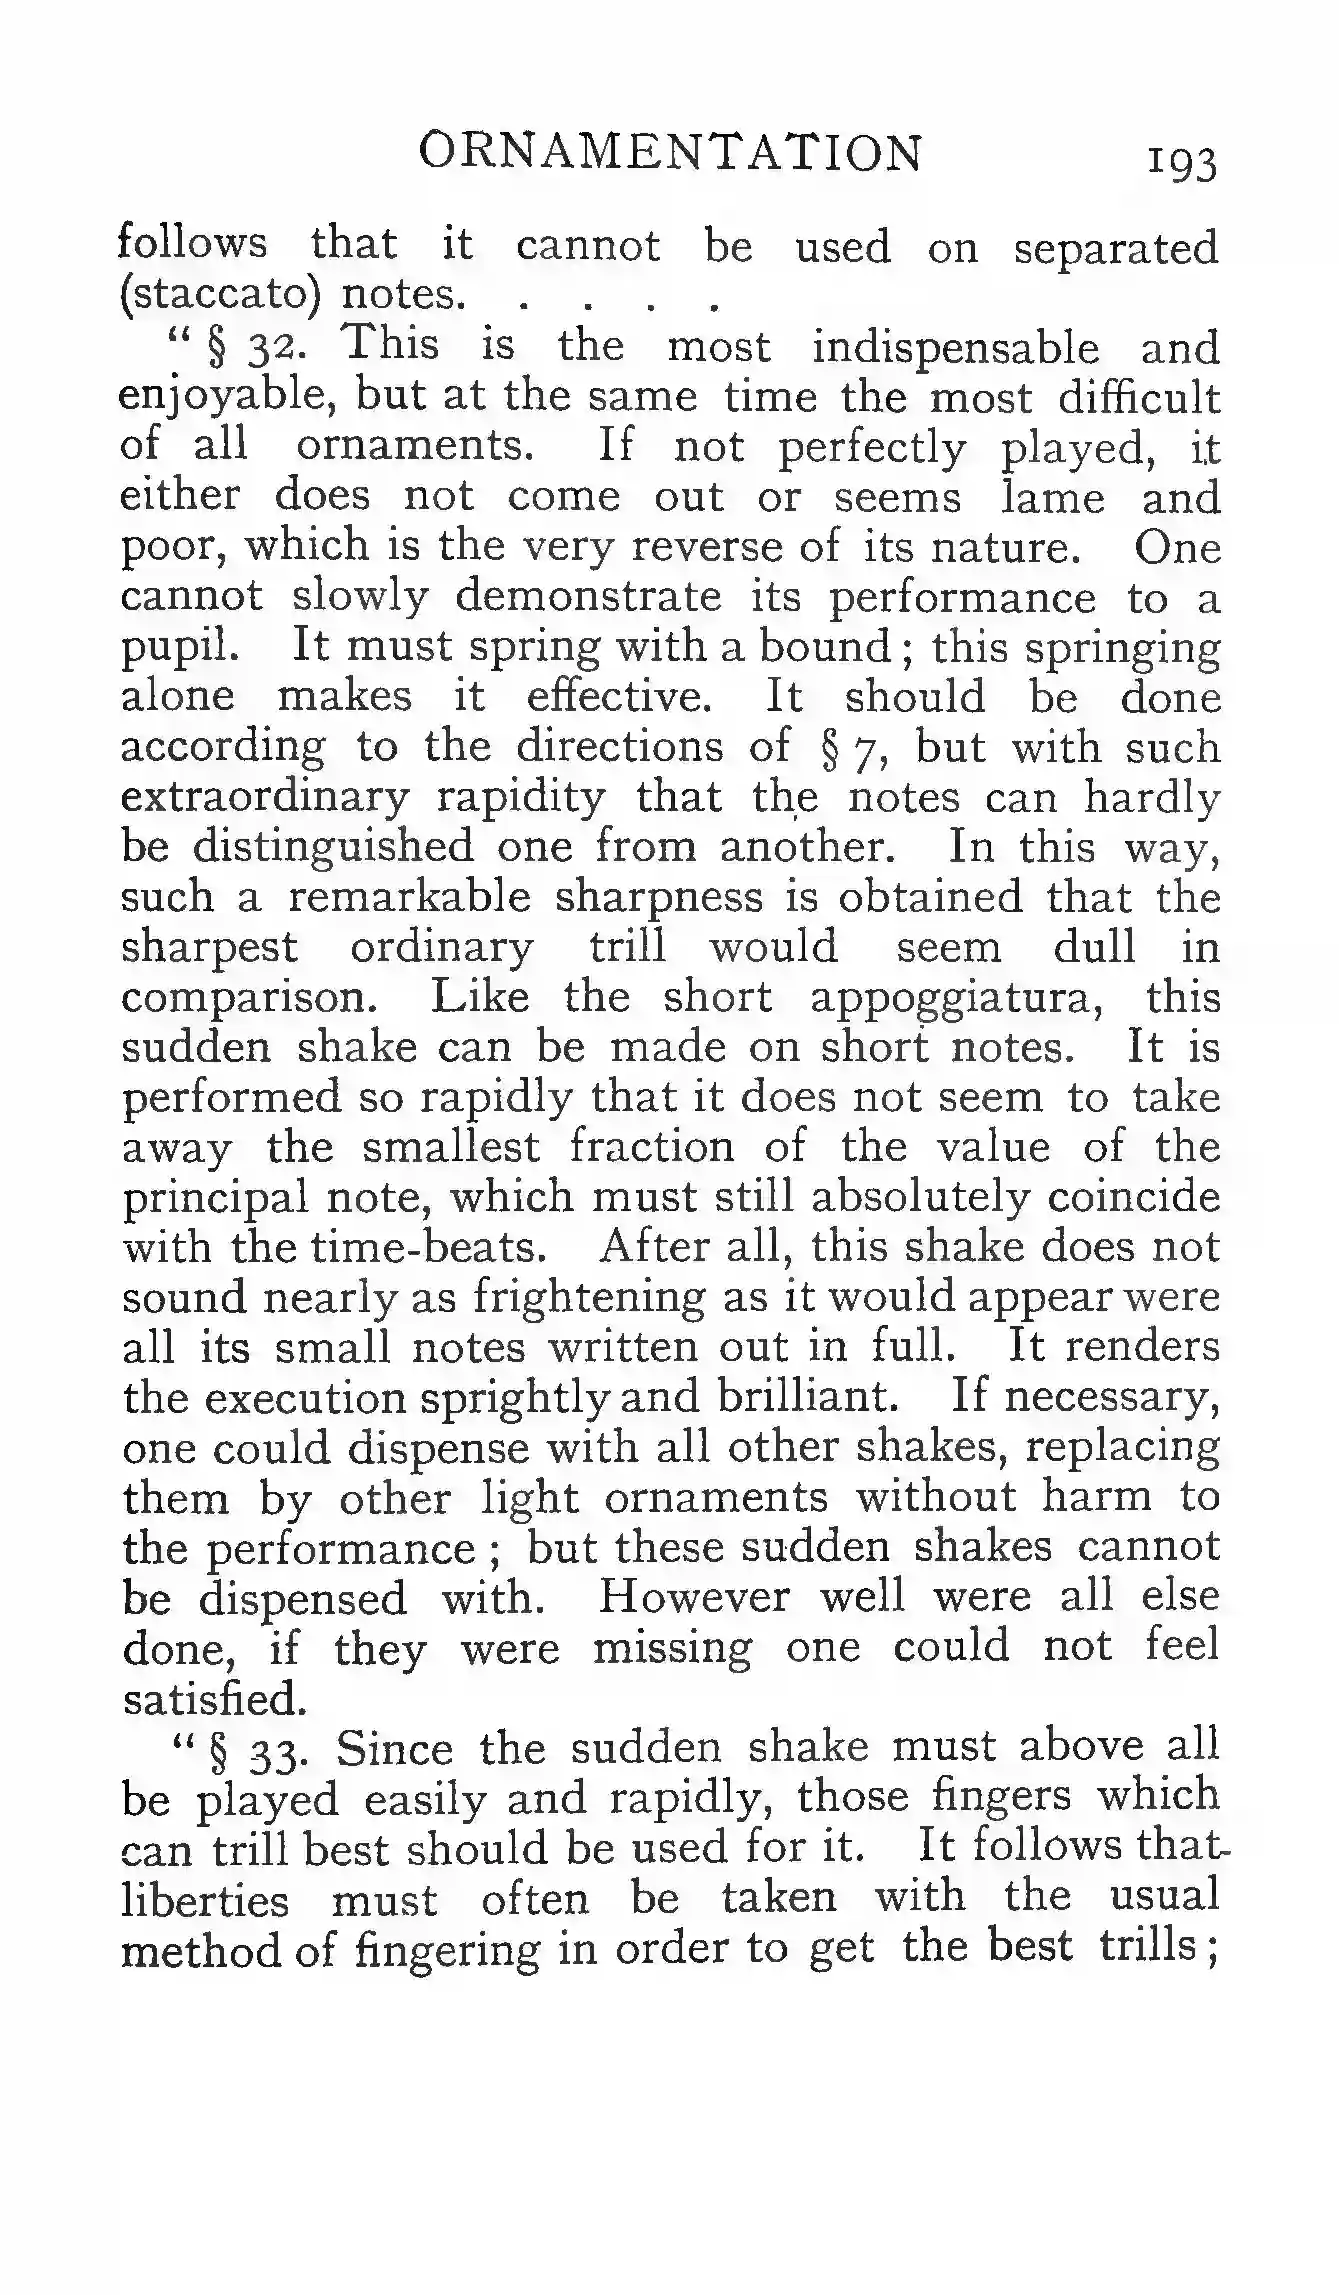 ORNAMENTATION 193
follows that it cannot be used on separated
(staccato) notes. . . . .
“ § 32. This is the most indispensable and
enjoyable, but at the same time the most difficult
of all ornaments. If not perfectly played, it
either does not come out or seems lame and
poor, which is the very reverse of its nature. One
cannot slowly demonstrate its performance to a
pupil. It must spring with a bound ; this springing
alone makes it effective. It should be done
according to the directions of § 7, but with such
extraordinary rapidity that the notes can hardly
be distinguished one from another. In this way,
such a remarkable sharpness is obtained that the
sharpest ordinary trill would seem dull in
comparison. Like the short appoggiatura, this
sudden shake can be made on short notes. It is
performed so rapidly that it does not seem to take
away the smallest fraction of the value of the
principal note, which must still absolutely coincide
with the time-beats. After all, this shake does not
sound nearly as frightening as it would appear were
all its small notes written out in full. It renders
the execution sprightly and brilliant. If necessary,
one could dispense with all other shakes, replacing
them by other light ornaments without harm to
the performance ; but these sudden shakes cannot
be dispensed with. However well were all else
done, if they were missing one could not feel
satisfied.
“ § 33. Since the sudden shake must above all
be played easily and rapidly, those fingers which
can trill best should be used for it. It follows that
liberties must often be taken with the usual
method of fingering in order to get the best trills ;